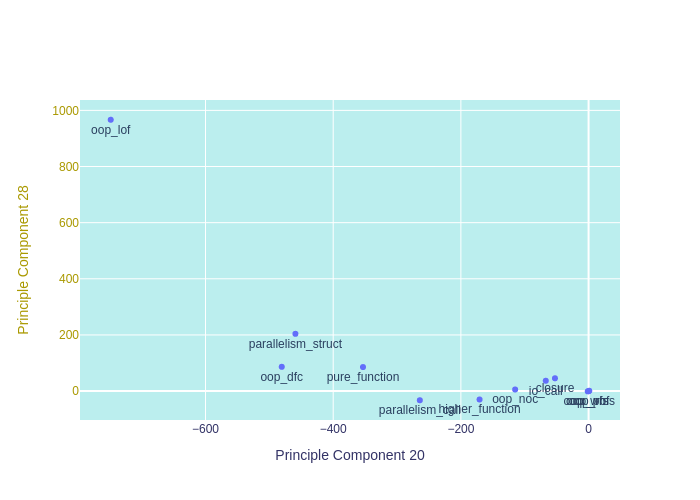 1000
oop_lof
800
600
400
200
parallelism_struct
oop_dfc
pure_function
closure
0
parallelism_call
higher_function
oop_noc
io_call
−600
−400
−200
0
Principle Component 20
Principle Component 28